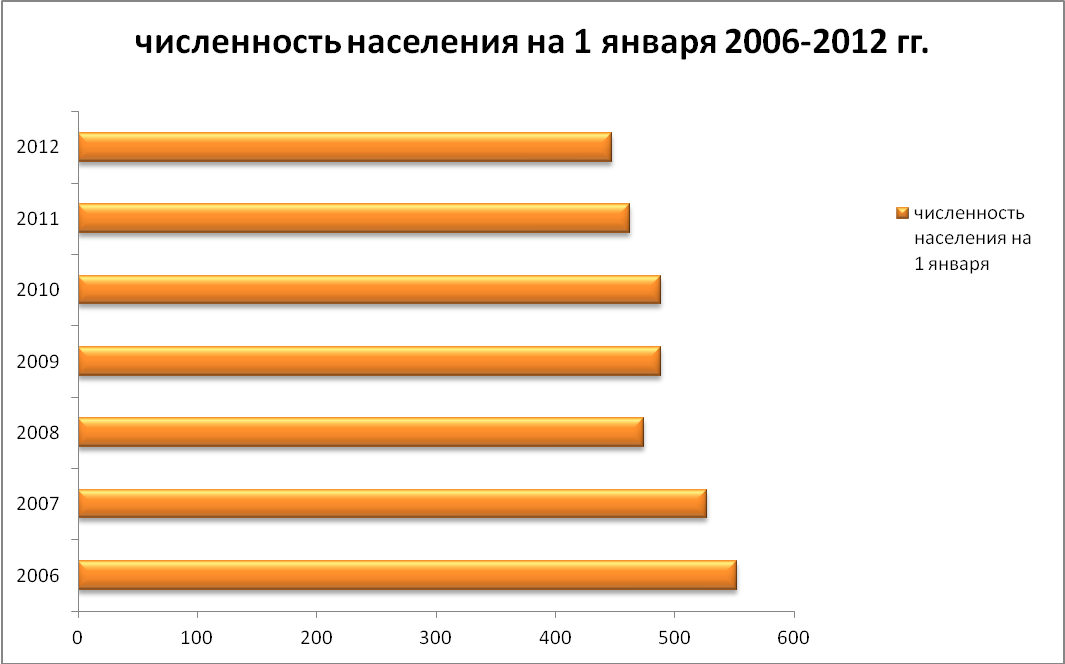 численность населения на 1 января 2006-2012 гг.
2012
2011
2010
2009
2008
2007
2006
0 100 200 300 400 500 600
численность
населения на
1 января